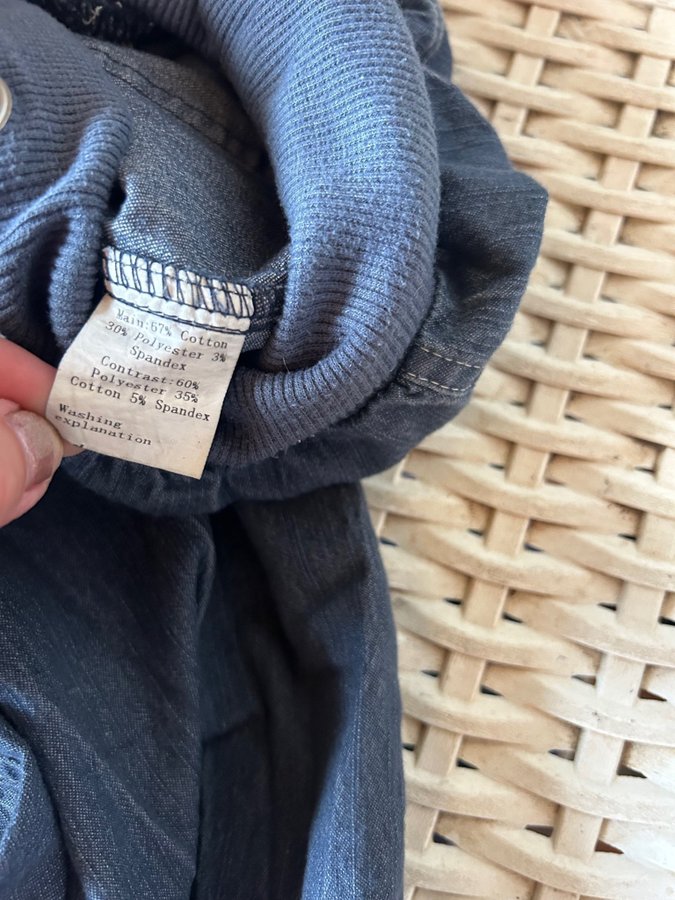 Main:67% Cotton
30% Polyester 3%
Spandex
Contrast:60%
Polyester 35%
Cotton 5% Spandex
Washing
explanation